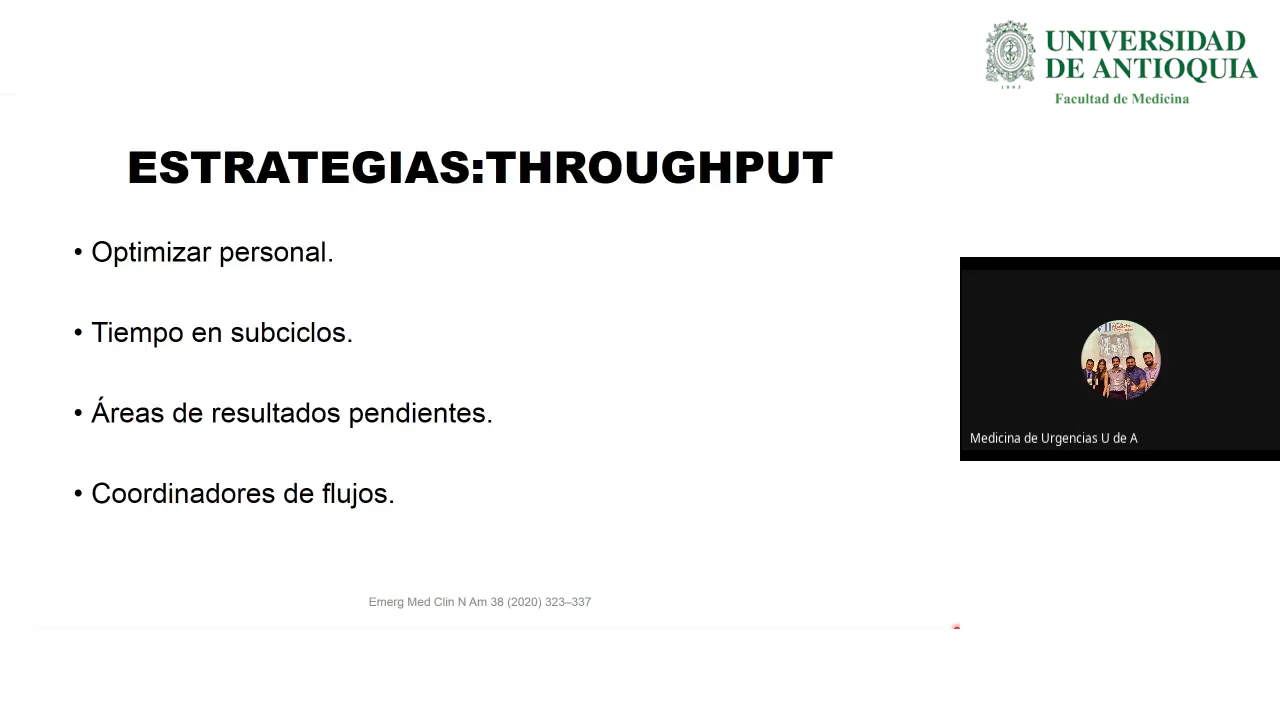 UNIVERSIDAD
DE ANTIOQUIA
1803
Facultad de Medicina
ESTRATEGIAS:THROUGHPUT
• Optimizar personal.
• Tiempo en subciclos.
• Áreas de resultados pendientes.
• Coordinadores de flujos.
Emerg Med Clin N Am 38 (2020) 323–337
Medicina de Urgencias U de A